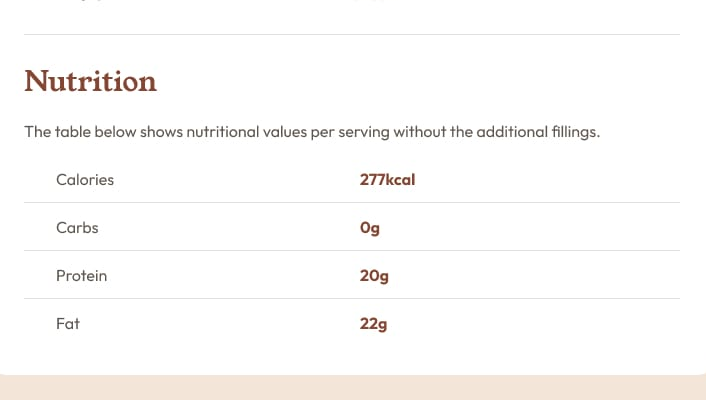 Nutrition
The table below shows nutritional values per serving without the additional fillings.
Calories 277kcal
Carbs 0g
Protein 20g
Fat 22g